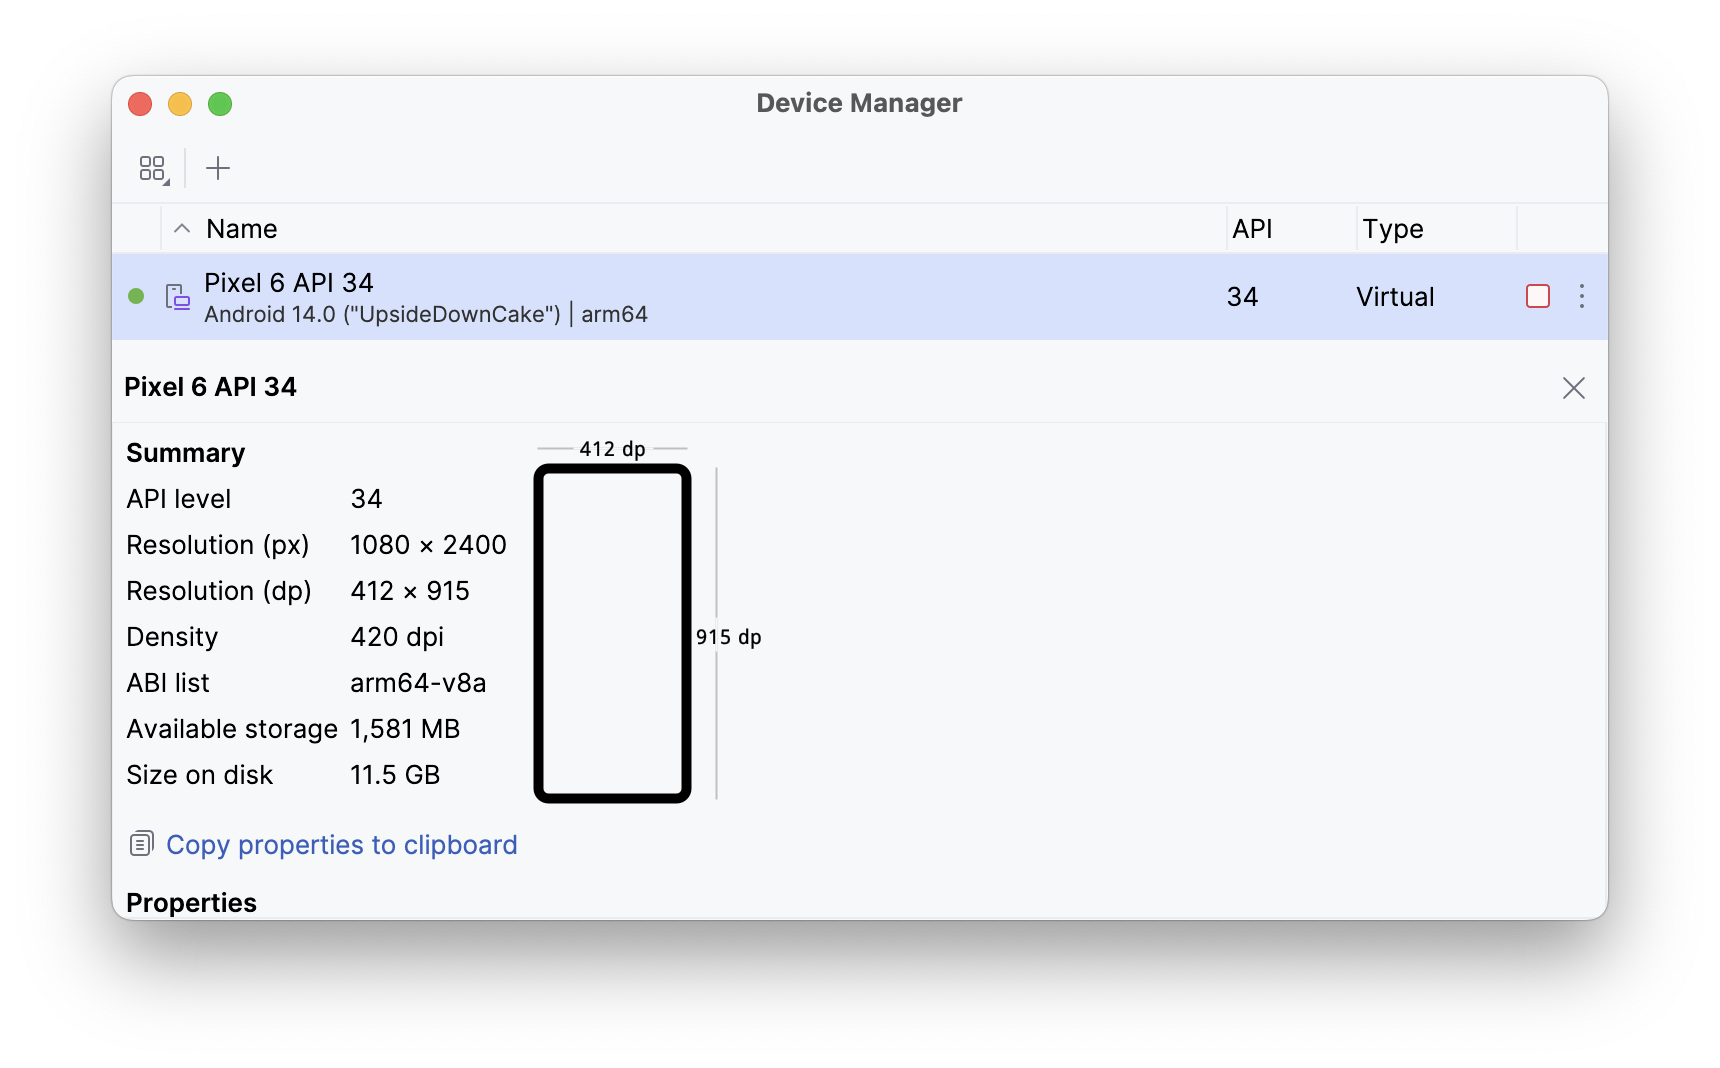 Device Manager
Name API Type
Pixel 6 API 34
Android 14.0 ("UpsideDownCake") | arm64
34 Virtual
Pixel 6 API 34
Summary
API level 34
Resolution (px) 1080 × 2400
Resolution (dp) 412 × 915
Density 420 dpi
ABI list arm64-v8a
Available storage 1,581 MB
Size on disk 11.5 GB
412 dp
915 dp
Copy properties to clipboard
Properties